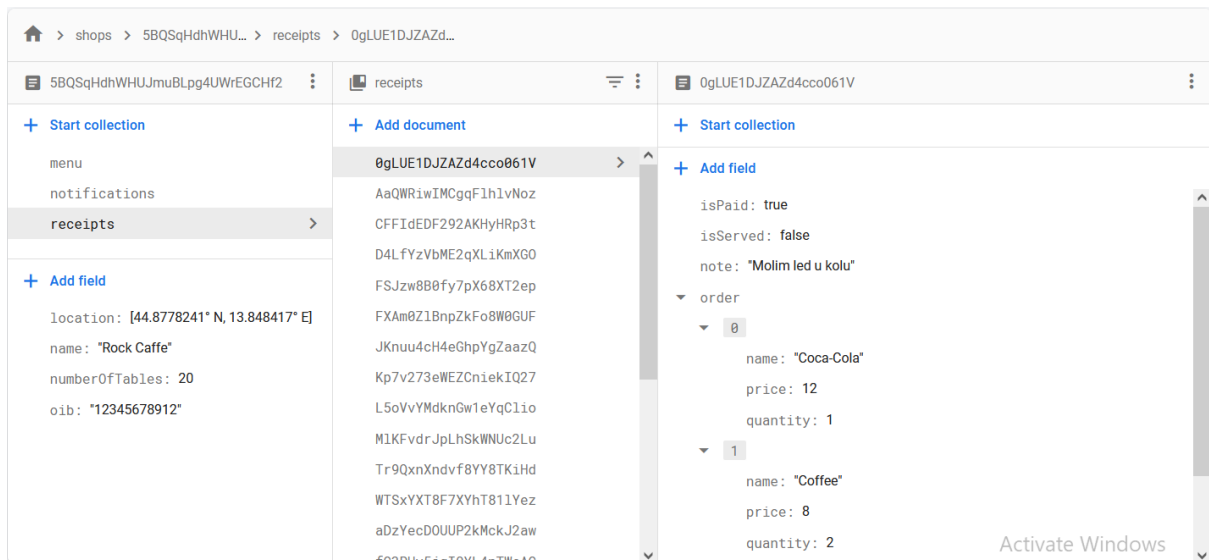 shops 5BQSqHdhWHU... receipts 0gLUE1DJZAZd...
5BQSqHdhWHUJmuBLpg4UWrEGCHf2
Start collection
menu
notifications
receipts
Add field
location: [44.8778241° N, 13.848417° E]
name: "Rock Caffe"
numberOfTables: 20
oib: "12345678912"
receipts
Add document
0gLUE1DJZAZd4cco061V
AaQWRiwIMCgqFlhlvNoz
CFFIdEDF292AKHyHRp3t
D4LfYzVbME2qXLiKmXGO
FSJzw8B0fy7pX68XT2ep
FXAm0ZlBnpZkFo8W0GUF
JKnuu4cH4eGhpYgZaazQ
Kp7v273eWEZCniekIQ27
L5oVvYMdknGw1eYqClio
MlKFvdrJpLhSkWNUc2Lu
Tr9QxnXndvf8YY8TKiHd
WTSxYXT8F7XYhT81lYez
aDzYecDOUUP2kMckJ2aw
0gLUE1DJZAZd4cco061V
Start collection
Add field
isPaid: true
isServed: false
note: "Molim led u kolu"
order
0
name: "Coca-Cola"
price: 12
quantity: 1
1
name: "Coffee"
price: 8
quantity: 2
Activate Windows